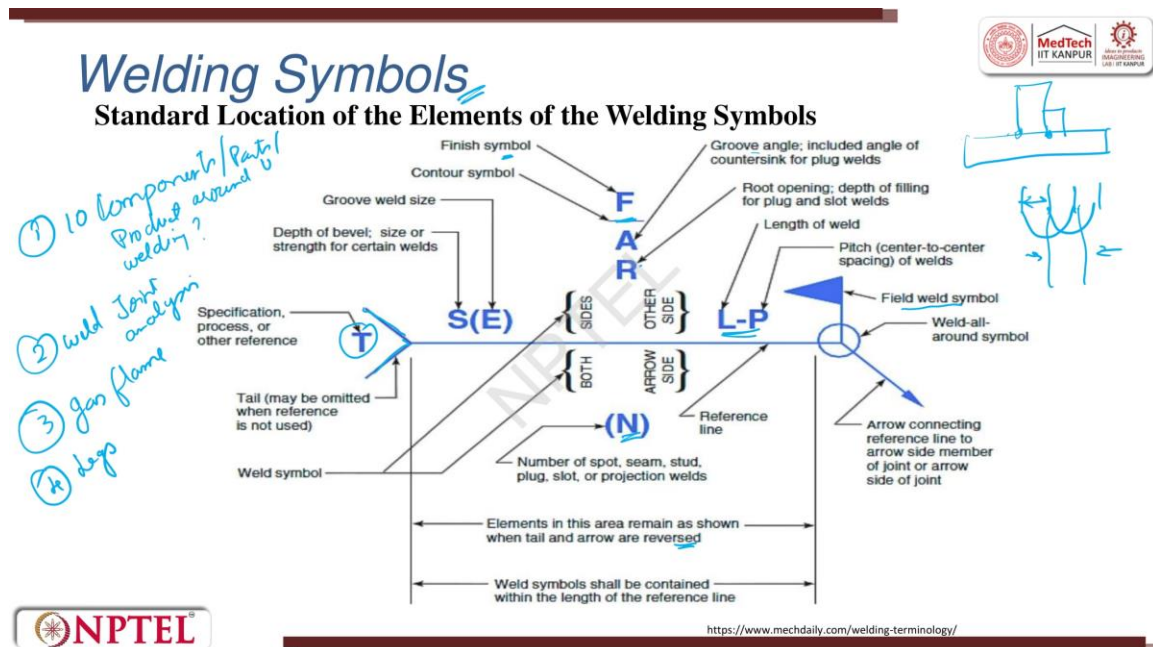 MedTech
IIT KANPUR
Ideas to products
IMAGINEERING
LAB | IIT KANPUR
Welding Symbols
Standard Location of the Elements of the Welding Symbols
① 10 Components/Parts/
Product around
welding?
② weld Joint
analysis
③ gas flame
④ Legs
Finish symbol
Contour symbol
Groove weld size
Depth of bevel; size or
strength for certain welds
Specification,
process, or
other reference
Tail (may be omitted
when reference
is not used)
Weld symbol
F
A
R
T
S(E)
L-P
(N)
SIDES
BOTH
OTHER
SIDE
ARROW
SIDE
Groove angle; included angle of
countersink for plug welds
Root opening; depth of filling
for plug and slot welds
Length of weld
Pitch (center-to-center
spacing) of welds
Field weld symbol
Weld-all-
around symbol
Reference
line
Arrow connecting
reference line to
arrow side member
of joint or arrow
side of joint
Number of spot, seam, stud,
plug, slot, or projection welds
Elements in this area remain as shown
when tail and arrow are reversed
Weld symbols shall be contained
within the length of the reference line
NPTEL
NPTEL
https://www.mechdaily.com/welding-terminology/